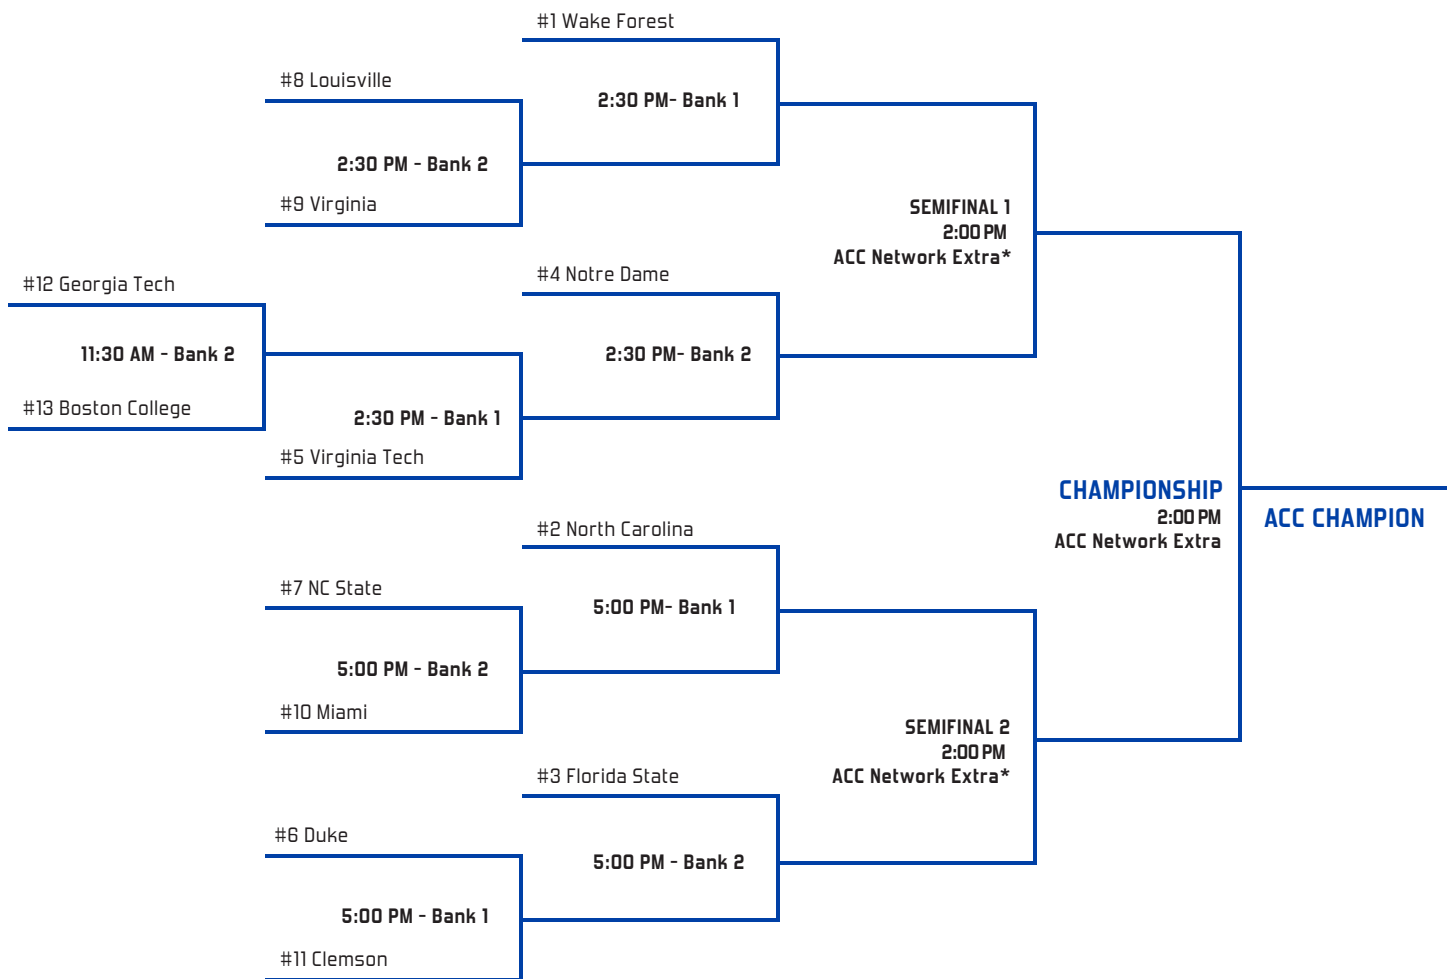 #1 Wake Forest
#8 Louisville
2:30 PM- Bank 1
2:30 PM - Bank 2
#9 Virginia
SEMIFINAL 1
2:00 PM
ACC Network Extra*
#12 Georgia Tech
#4 Notre Dame
11:30 AM - Bank 2
2:30 PM- Bank 2
#13 Boston College
2:30 PM - Bank 1
#5 Virginia Tech
CHAMPIONSHIP
2:00 PM
ACC Network Extra
ACC CHAMPION
#2 North Carolina
#7 NC State
5:00 PM- Bank 1
5:00 PM - Bank 2
#10 Miami
SEMIFINAL 2
2:00 PM
ACC Network Extra*
#3 Florida State
#6 Duke
5:00 PM - Bank 2
5:00 PM - Bank 1
#11 Clemson